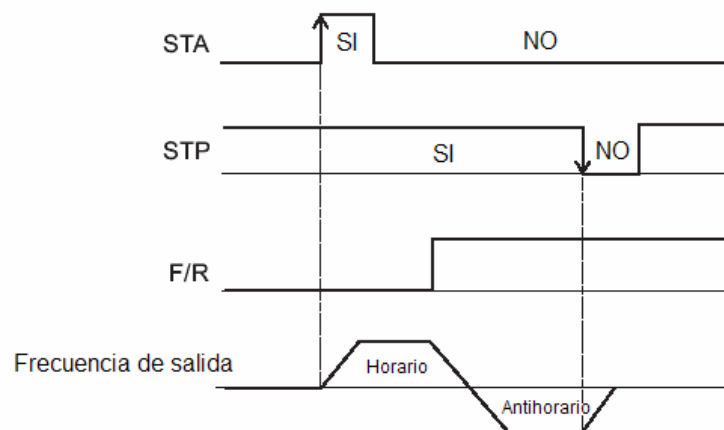 STA SI NO
STP SI NO
F/R
Frecuencia de salida Horario
Antihorario